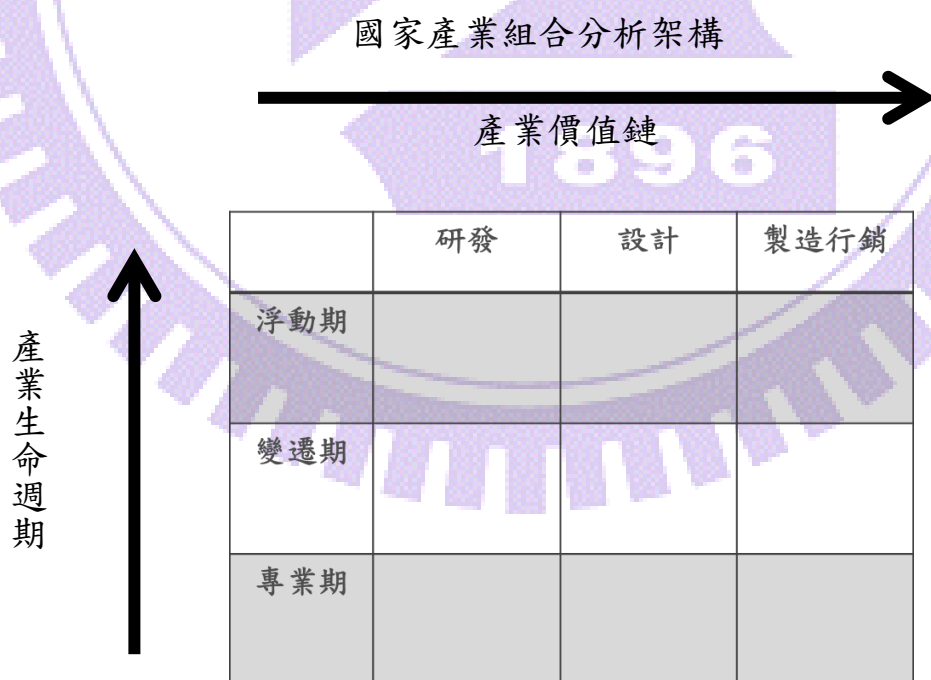 國家產業組合分析架構
產業價值鏈
1896
研發 設計 製造行銷
浮動期
產業生命週期
變遷期
專業期